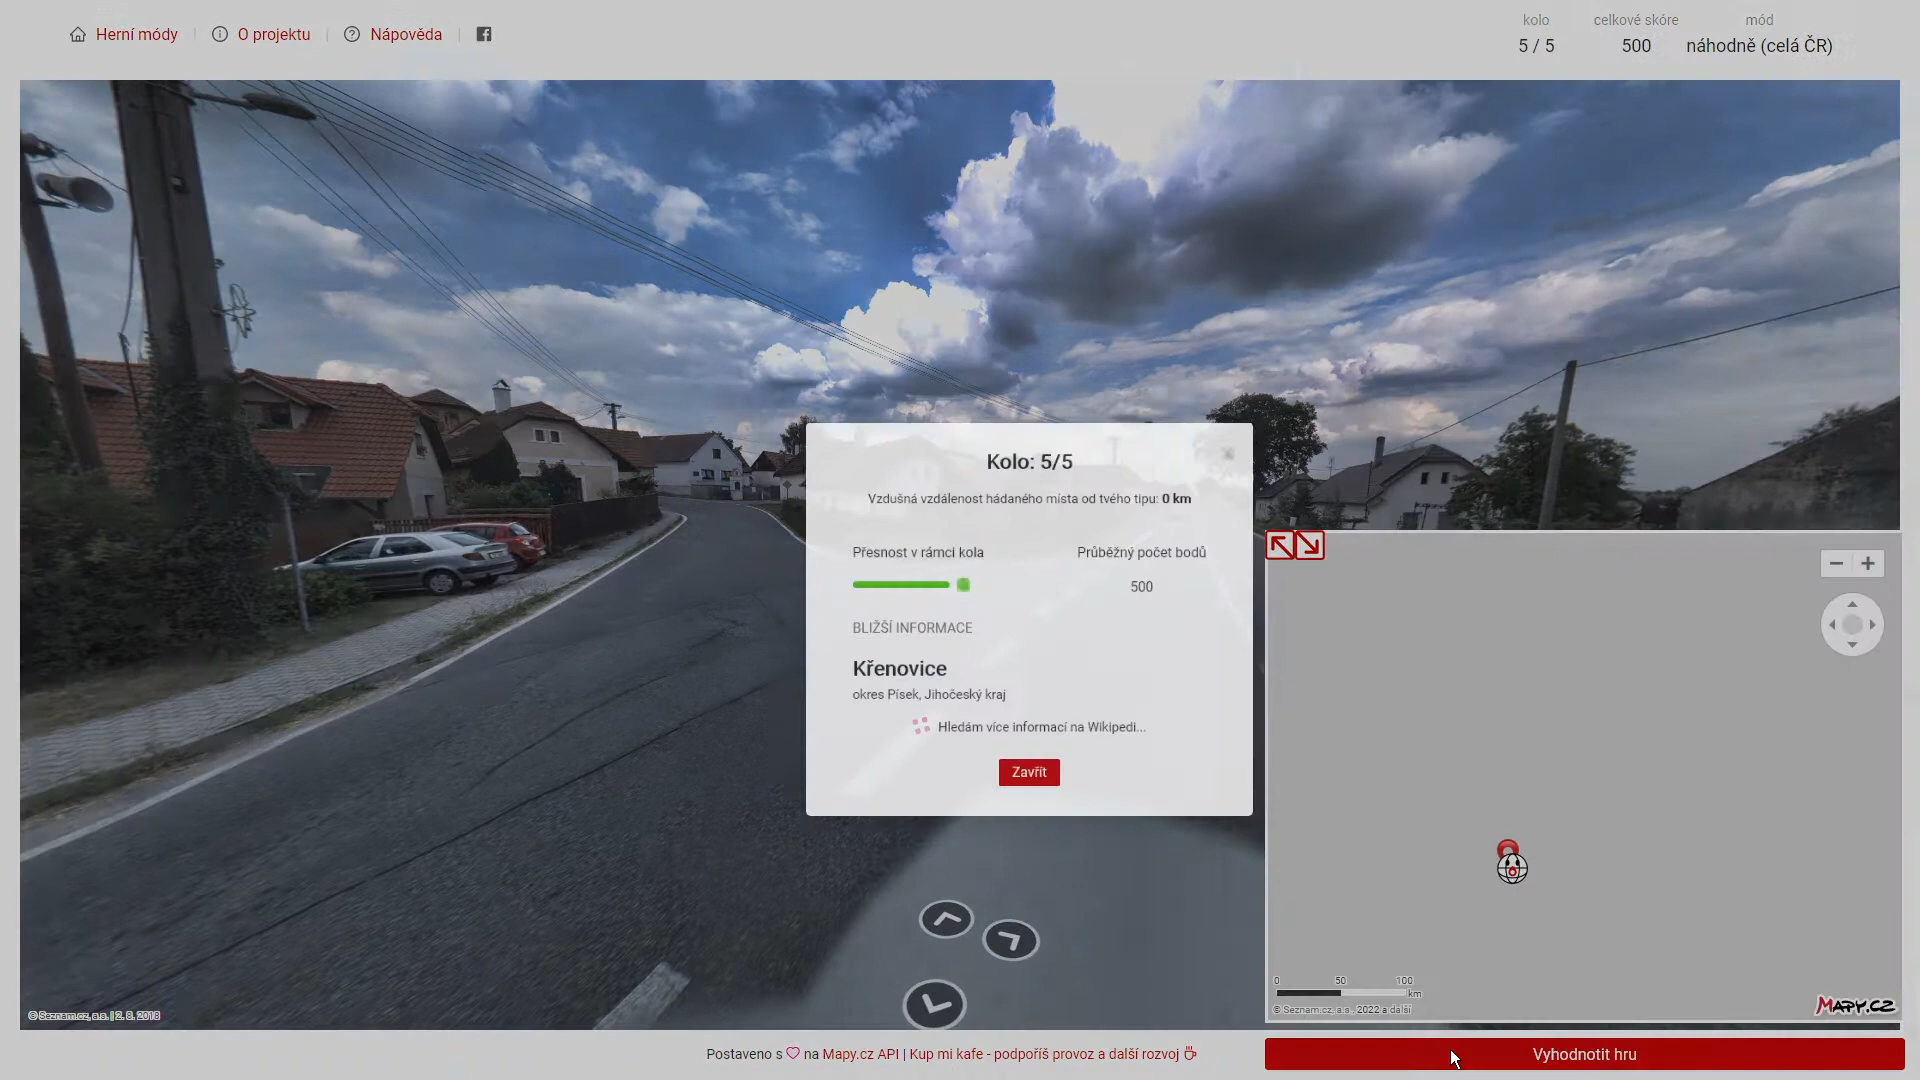 Herní módy
O projektu
Nápověda
kolo
5 / 5
celkové skóre
500
mód
náhodně (celá ČR)
Kolo: 5/5
Vzdušná vzdálenost hádaného místa od tvého tipu: 0 km
Přesnost v rámci kola
Průběžný počet bodů
500
BLIŽŠÍ INFORMACE
Křenovice
okres Písek, Jihočeský kraj
Hledám více informací na Wikipedi...
Zavřít
0 50 100
km
© Seznam.cz, a.s., 2022 a další
Mapy.cz
© Seznam.cz, a.s. | 2. 8. 2018
Postaveno s na Mapy.cz API | Kup mi kafe - podpoříš provoz a další rozvoj
Vyhodnotit hru